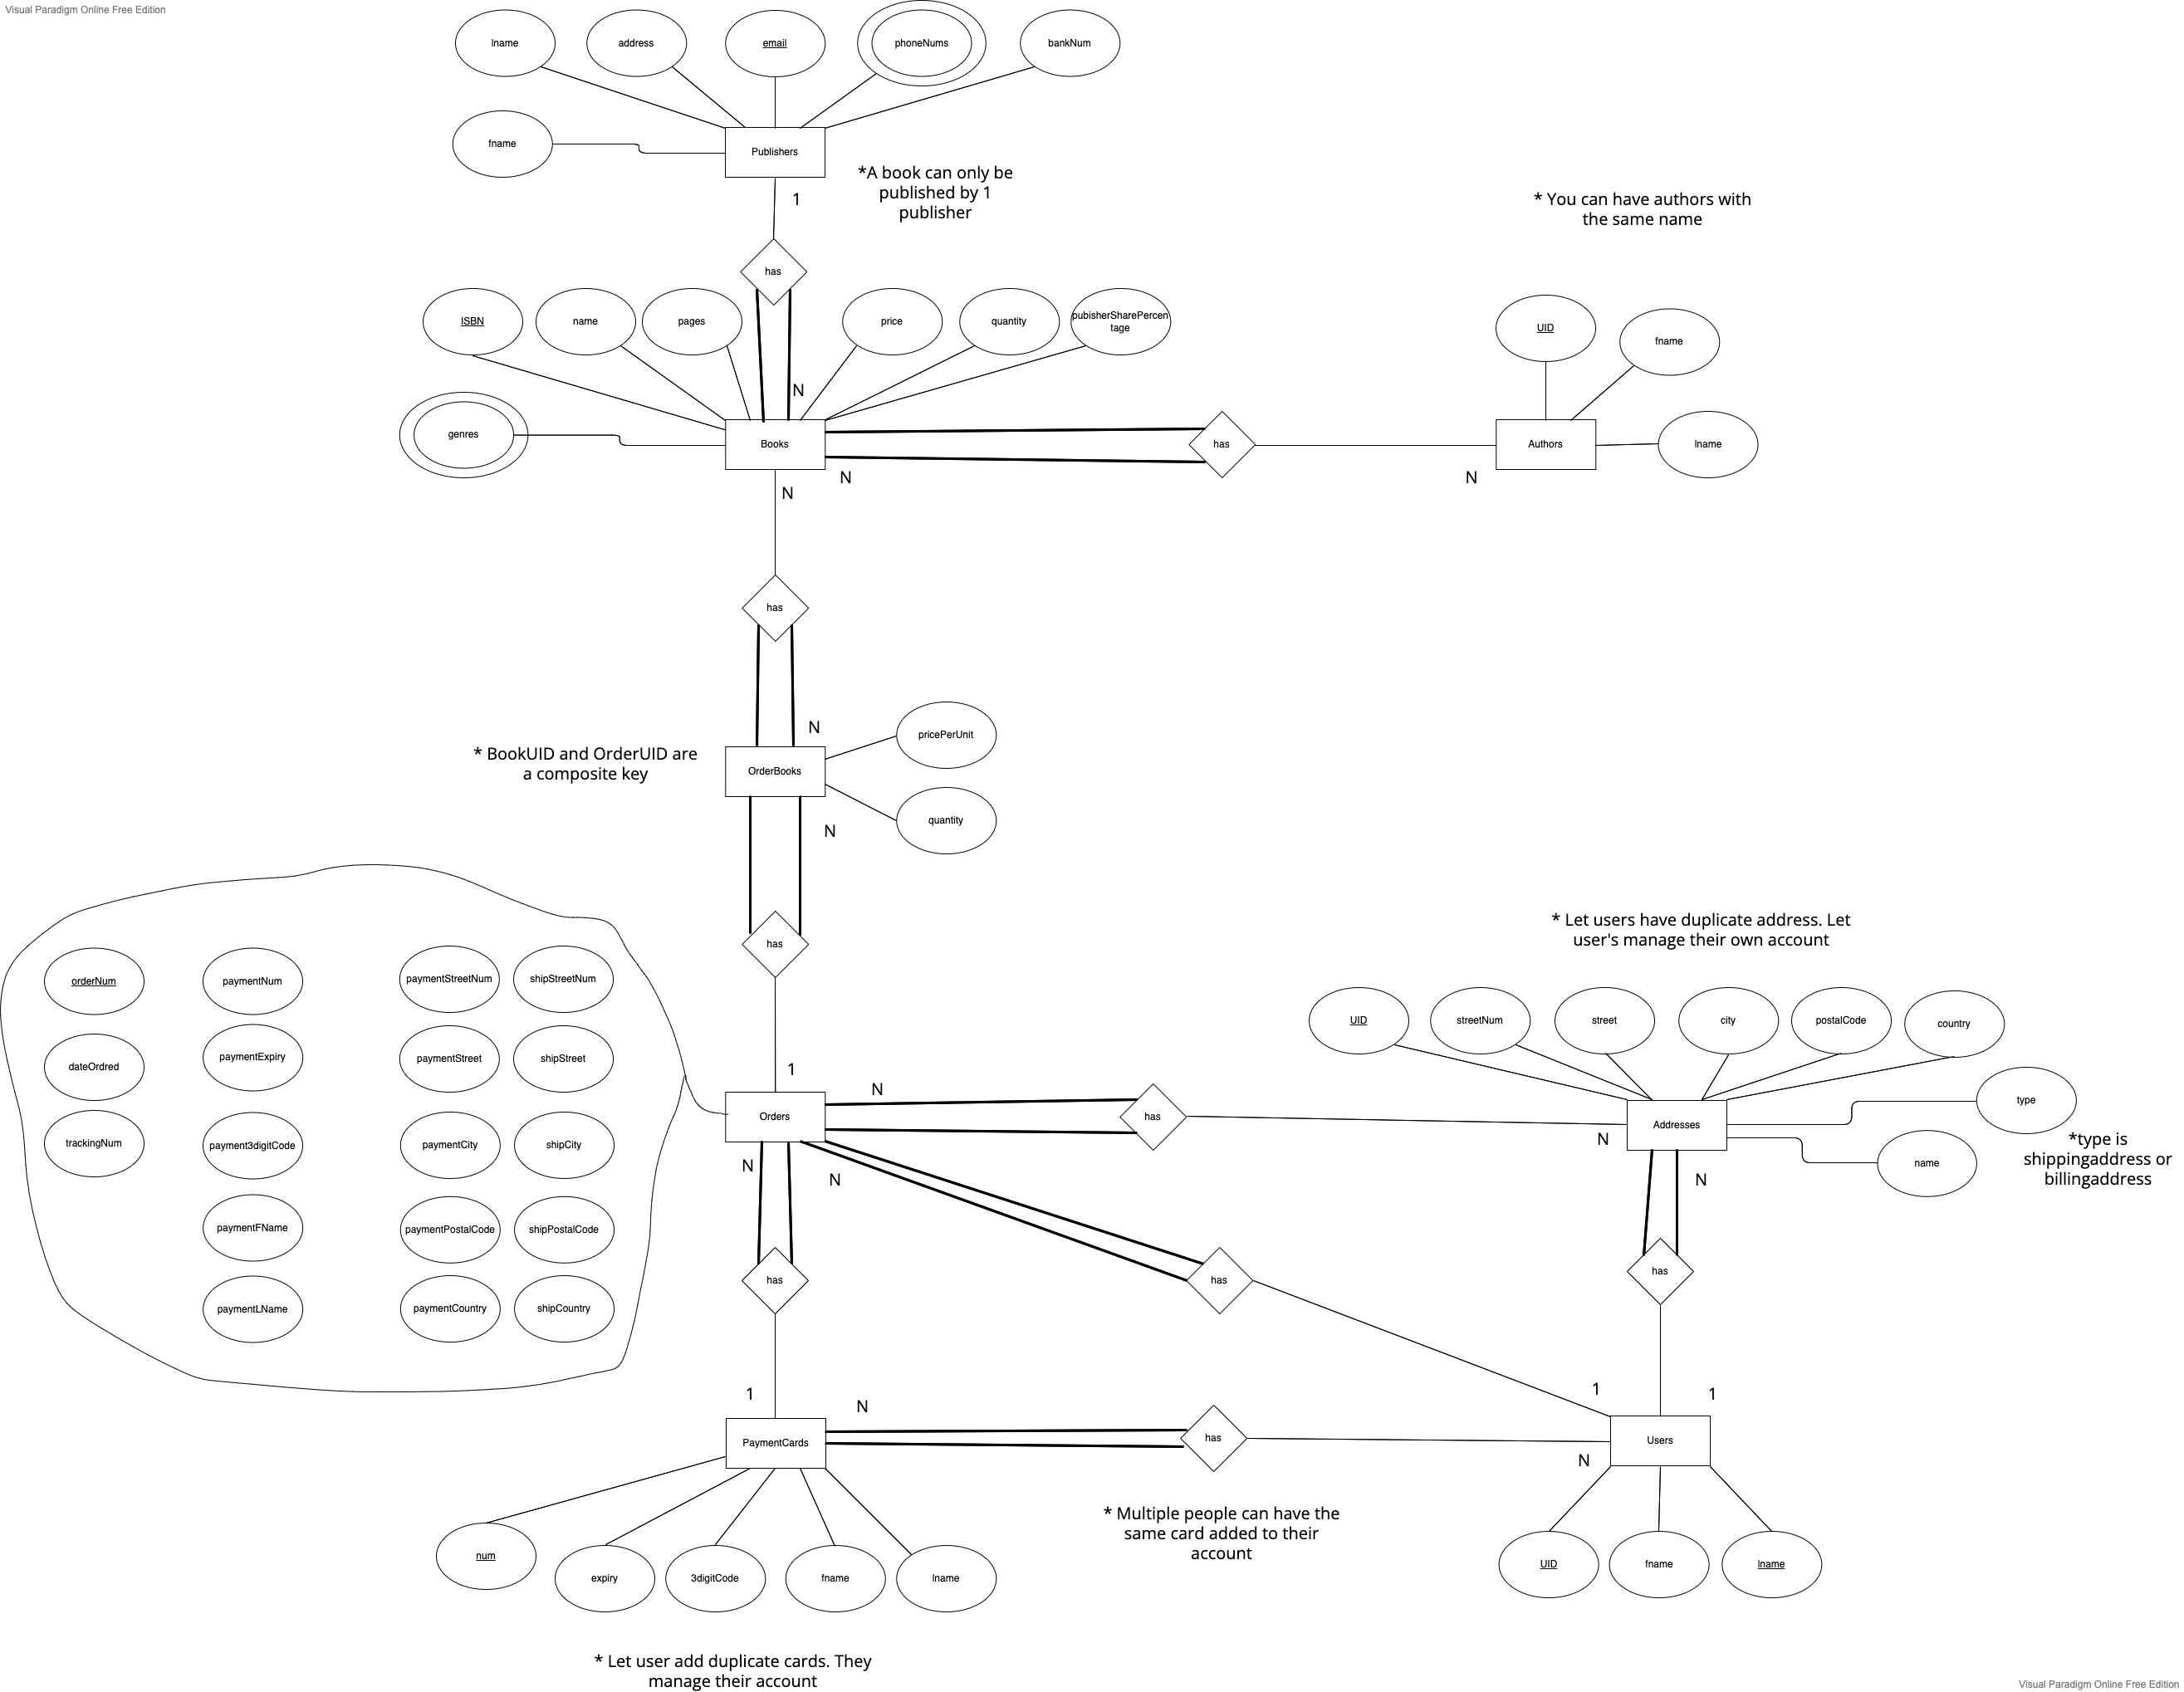 Visual Paradigm Online Free Edition
lname
address
email
phoneNums
bankNum
fname
Publishers
1
*A book can only be
published by 1
publisher
* You can have authors with
the same name
has
ISBN
name
pages
price
quantity
pubisherSharePercen
tage
UID
fname
N
genres
Books
has
Authors
lname
N
N
N
has
N
pricePerUnit
* BookUID and OrderUID are
a composite key
OrderBooks
quantity
N
has
* Let users have duplicate address. Let
user's manage their own account
orderNum
paymentNum
paymentStreetNum
shipStreetNum
dateOrdred
paymentExpiry
paymentStreet
shipStreet
trackingNum
payment3digitCode
paymentCity
shipCity
paymentFName
paymentPostalCode
shipPostalCode
paymentLName
paymentCountry
shipCountry
UID
streetNum
street
city
postalCode
country
1
N
type
Orders
has
Addresses
N
*type is
shippingaddress or
billingaddress
name
N
N
N
has
has
has
1
N
1
1
PaymentCards
has
Users
N
* Multiple people can have the
same card added to their
account
num
expiry
3digitCode
fname
lname
UID
fname
lname
* Let user add duplicate cards. They
manage their account
Visual Paradigm Online Free Edition